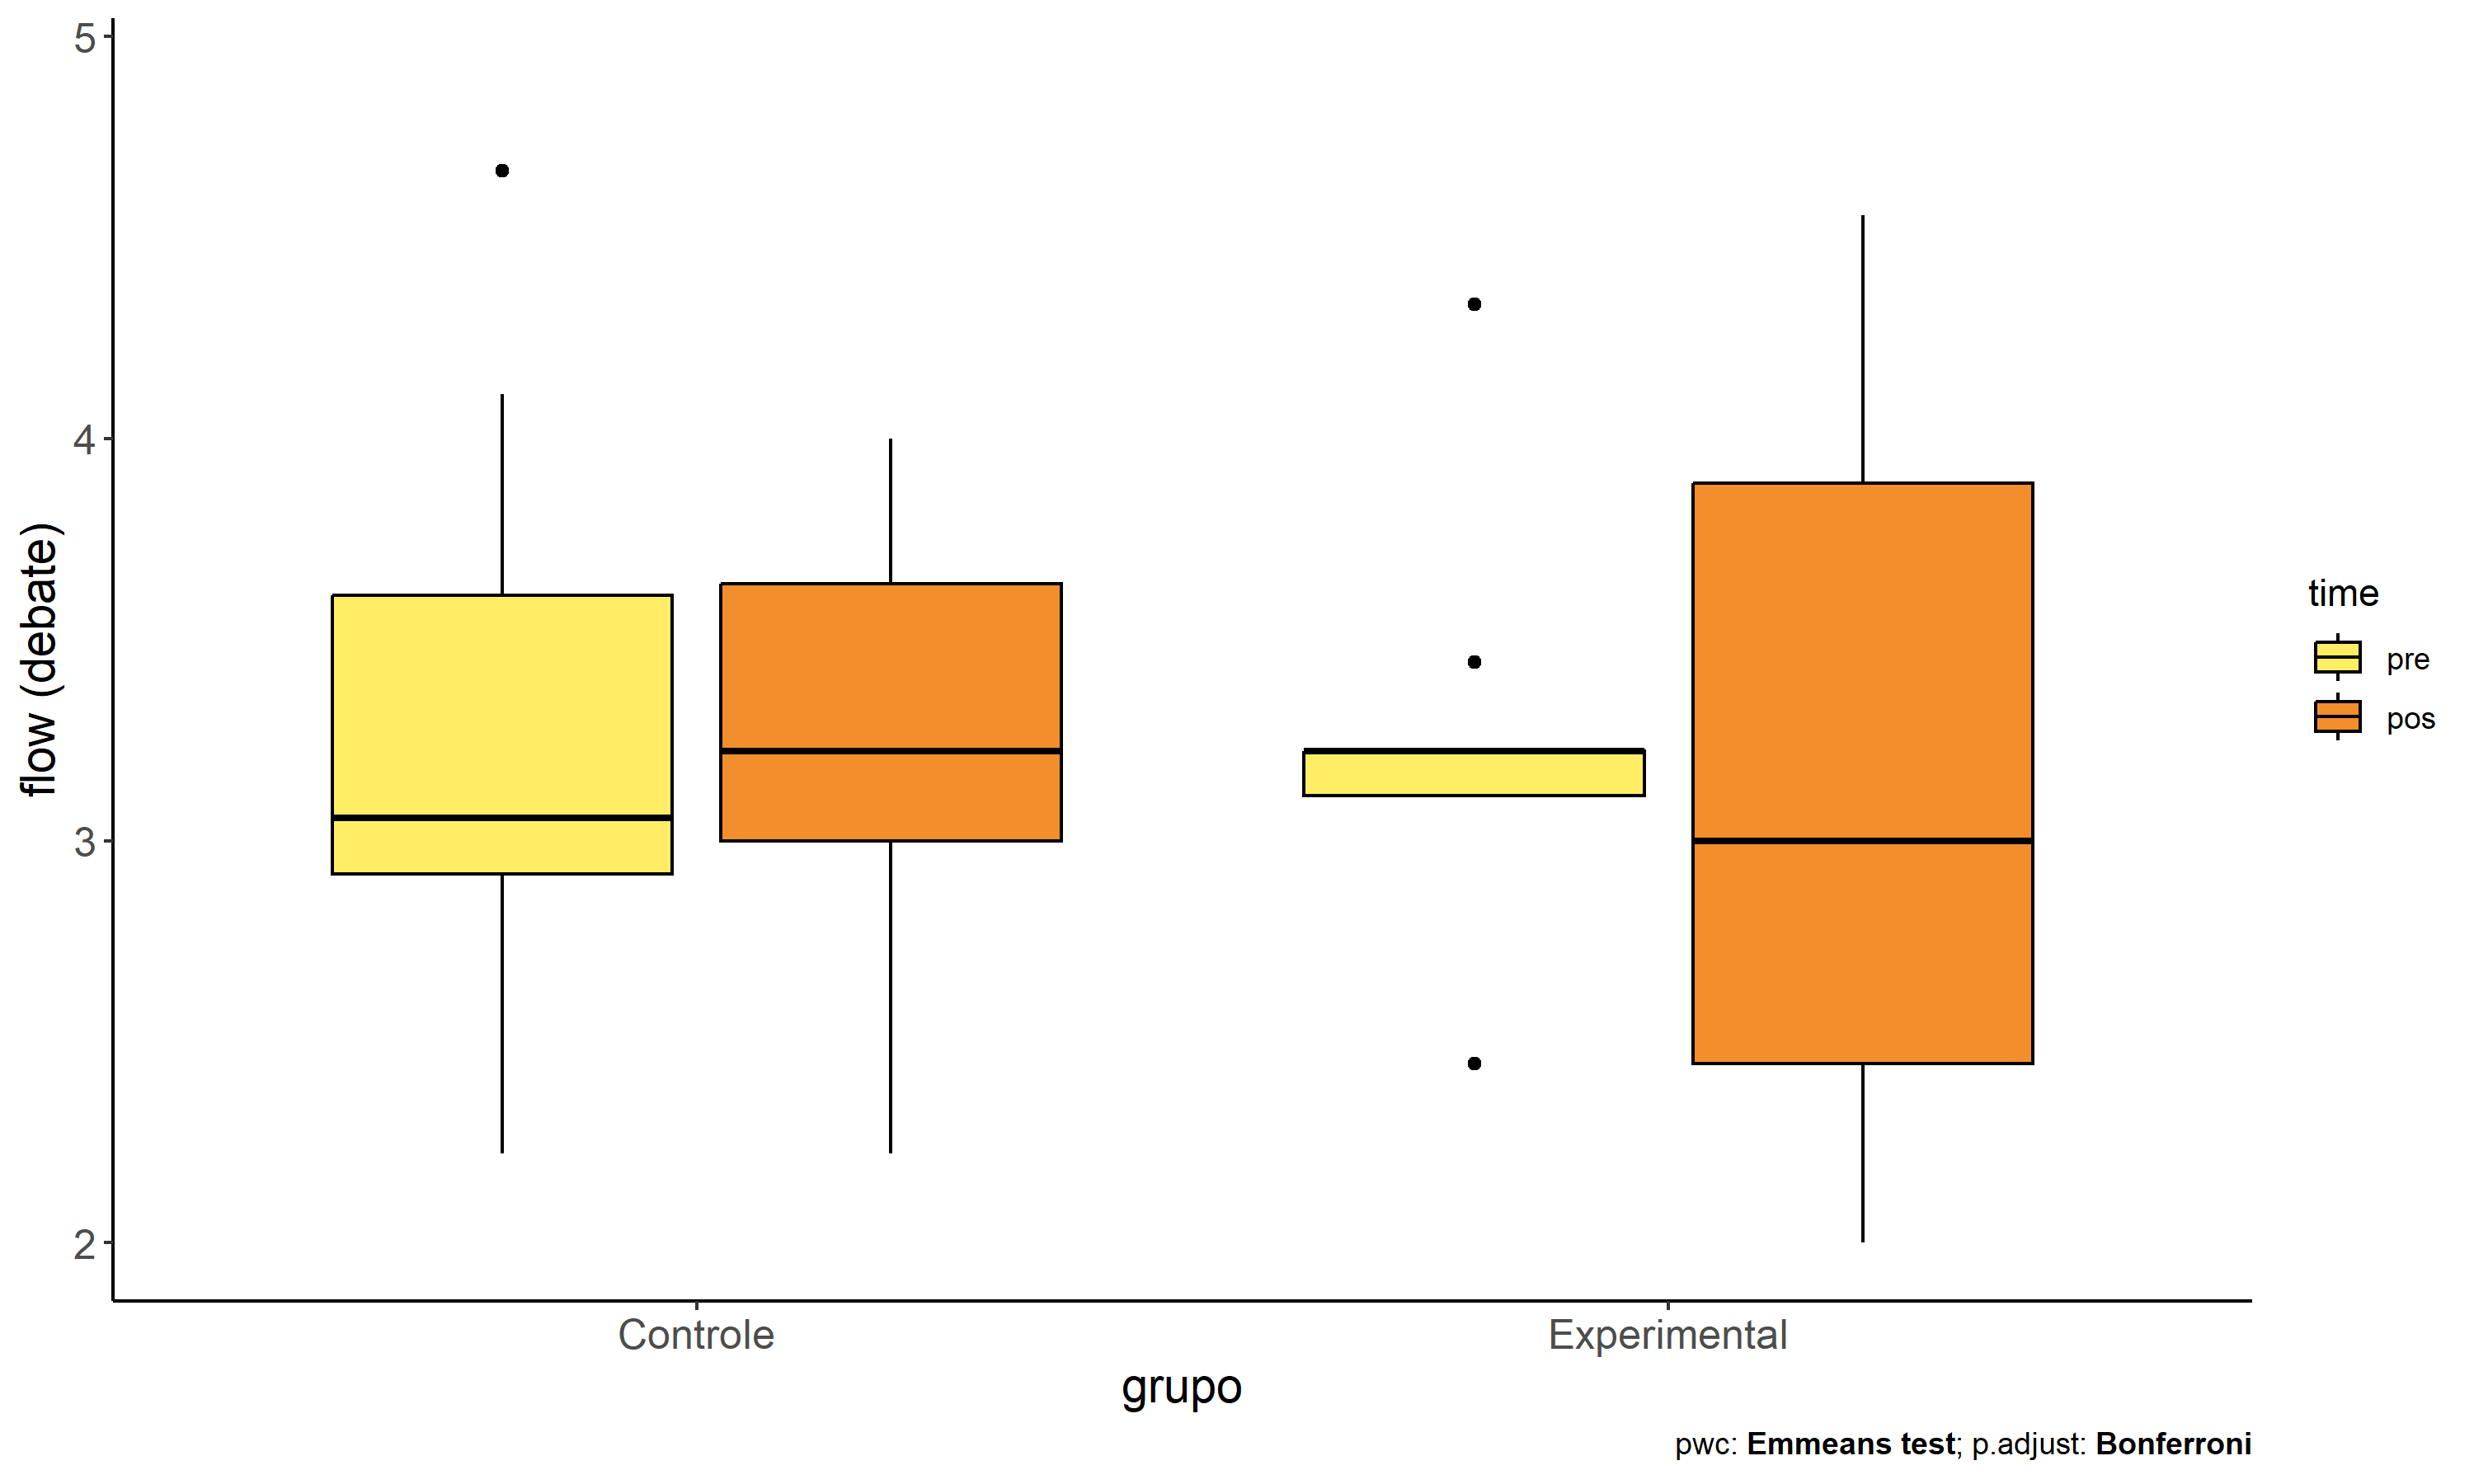 5
4
3
2
flow (debate)
Controle
Experimental
grupo
time
pre
pos
pwc: Emmeans test; p.adjust: Bonferroni